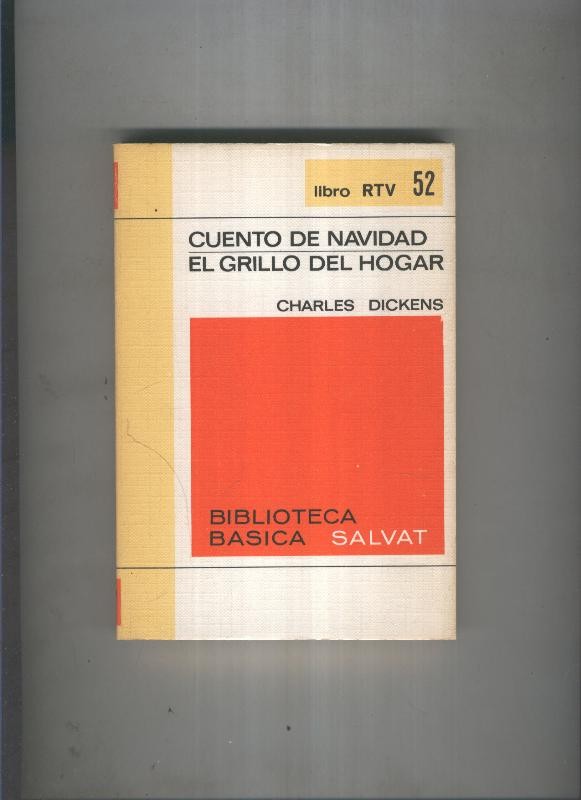 libro RTV 52
CUENTO DE NAVIDAD
EL GRILLO DEL HOGAR
CHARLES DICKENS
BIBLIOTECA
BASICA SALVAT